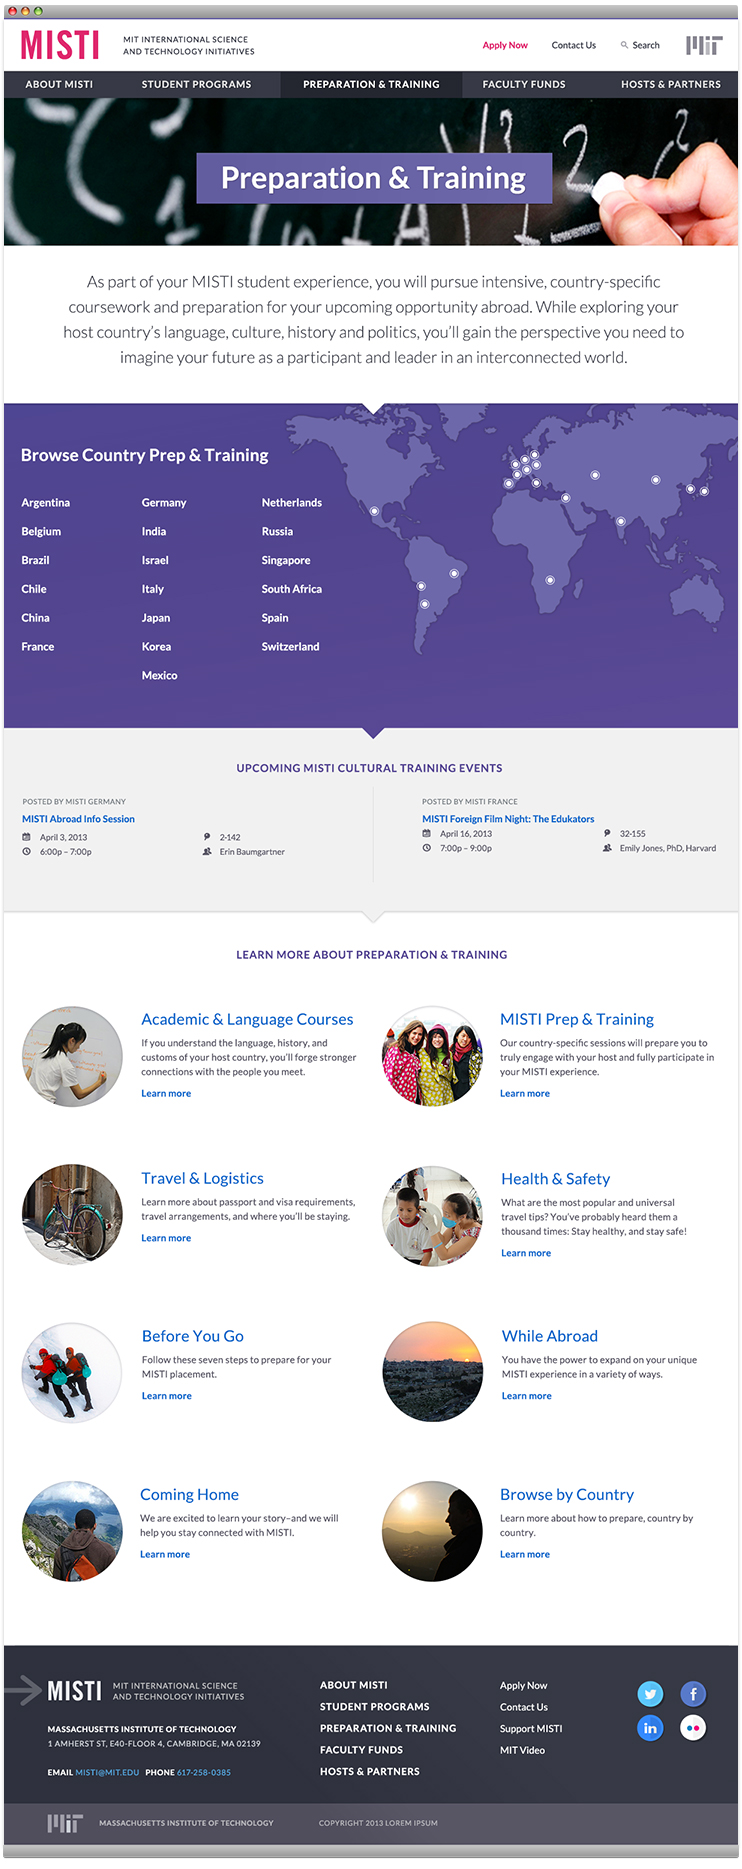 MISTI
MIT INTERNATIONAL SCIENCE
AND TECHNOLOGY INITIATIVES
Apply Now
Contact Us
Search
MIT
ABOUT MISTI
STUDENT PROGRAMS
PREPARATION & TRAINING
FACULTY FUNDS
HOSTS & PARTNERS
Preparation & Training
As part of your MISTI student experience, you will pursue intensive, country-specific
coursework and preparation for your upcoming opportunity abroad. While exploring your
host country's language, culture, history and politics, you'll gain the perspective you need to
imagine your future as a participant and leader in an interconnected world.
Browse Country Prep & Training
Argentina
Belgium
Brazil
Chile
China
France
Germany
India
Israel
Italy
Japan
Korea
Mexico
Netherlands
Russia
Singapore
South Africa
Spain
Switzerland
UPCOMING MISTI CULTURAL TRAINING EVENTS
POSTED BY MISTI GERMANY
MISTI Abroad Info Session
April 3, 2013
2-142
6:00p – 7:00p
Erin Baumgartner
POSTED BY MISTI FRANCE
MISTI Foreign Film Night: The Edukators
April 16, 2013
32-155
7:00p – 9:00p
Emily Jones, PhD, Harvard
LEARN MORE ABOUT PREPARATION & TRAINING
Academic & Language Courses
If you understand the language, history, and
customs of your host country, you'll forge stronger
connections with the people you meet.
Learn more
MISTI Prep & Training
Our country-specific sessions will prepare you to
truly engage with your host and fully participate in
your MISTI experience.
Learn more
Travel & Logistics
Learn more about passport and visa requirements,
travel arrangements, and where you'll be staying.
Learn more
Health & Safety
What are the most popular and universal
travel tips? You've probably heard them a
thousand times: Stay healthy, and stay safe!
Learn more
Before You Go
Follow these seven steps to prepare for your
MISTI placement.
Learn more
While Abroad
You have the power to expand on your unique
MISTI experience in a variety of ways.
Learn more
Coming Home
We are excited to learn your story–and we will
help you stay connected with MISTI.
Learn more
Browse by Country
Learn more about how to prepare, country by
country.
Learn more
MISTI
MIT INTERNATIONAL SCIENCE
AND TECHNOLOGY INITIATIVES
MASSACHUSETTS INSTITUTE OF TECHNOLOGY
1 AMHERST ST, E40-FLOOR 4, CAMBRIDGE, MA 02139
EMAIL MISTI@MIT.EDU PHONE 617-258-0385
ABOUT MISTI
STUDENT PROGRAMS
PREPARATION & TRAINING
FACULTY FUNDS
HOSTS & PARTNERS
Apply Now
Contact Us
Support MISTI
MIT Video
f
in
MIT
MASSACHUSETTS INSTITUTE OF TECHNOLOGY
COPYRIGHT 2013 LOREM IPSUM